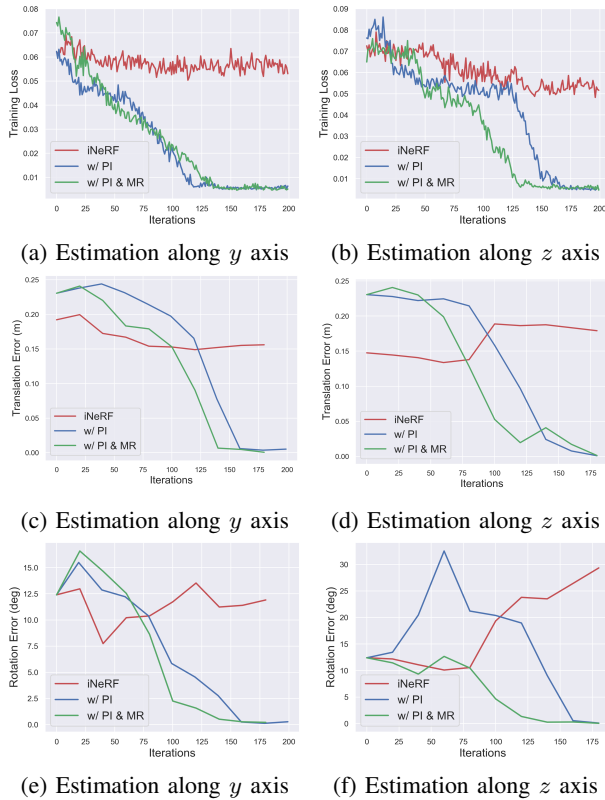 0.08
0.07
0.06
0.05
0.04
0.03
0.02
0.01
Training Loss
iNeRF
w/ PI
w/ PI & MR
0 25 50 75 100 125 150 175 200
Iterations
(a) Estimation along y axis
0.09
0.08
0.07
0.06
0.05
0.04
0.03
0.02
0.01
Training Loss
iNeRF
w/ PI
w/ PI & MR
0 25 50 75 100 125 150 175 200
Iterations
(b) Estimation along z axis
0.25
0.20
0.15
0.10
0.05
0.00
Translation Error (m)
iNeRF
w/ PI
w/ PI & MR
0 25 50 75 100 125 150 175 200
Iterations
(c) Estimation along y axis
0.25
0.20
0.15
0.10
0.05
0.00
Translation Error (m)
iNeRF
w/ PI
w/ PI & MR
0 25 50 75 100 125 150 175
Iterations
(d) Estimation along z axis
15.0
12.5
10.0
7.5
5.0
2.5
0.0
Rotation Error (deg)
iNeRF
w/ PI
w/ PI & MR
0 25 50 75 100 125 150 175 200
Iterations
(e) Estimation along y axis
30
25
20
15
10
5
0
Rotation Error (deg)
iNeRF
w/ PI
w/ PI & MR
0 25 50 75 100 125 150 175
Iterations
(f) Estimation along z axis